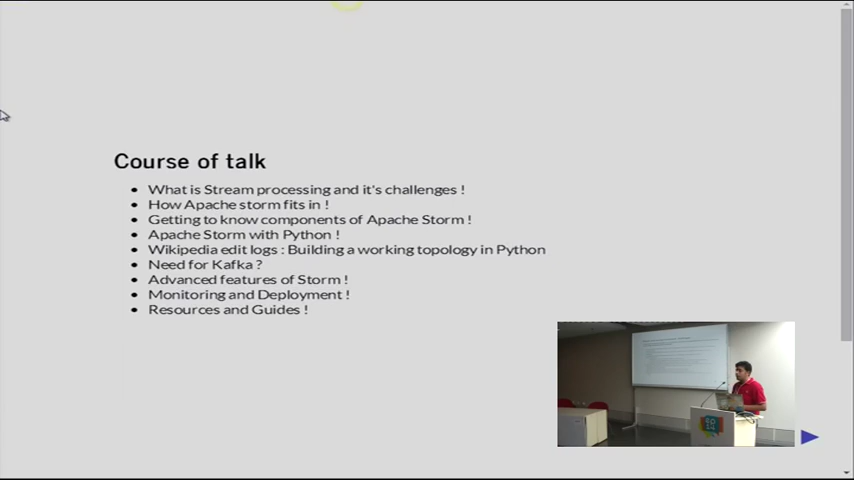 Course of talk
What is Stream processing and it's challenges !
How Apache storm fits in !
Getting to know components of Apache Storm !
Apache Storm with Python !
Wikipedia edit logs : Building a working topology in Python
Need for Kafka ?
Advanced features of Storm !
Monitoring and Deployment !
Resources and Guides !